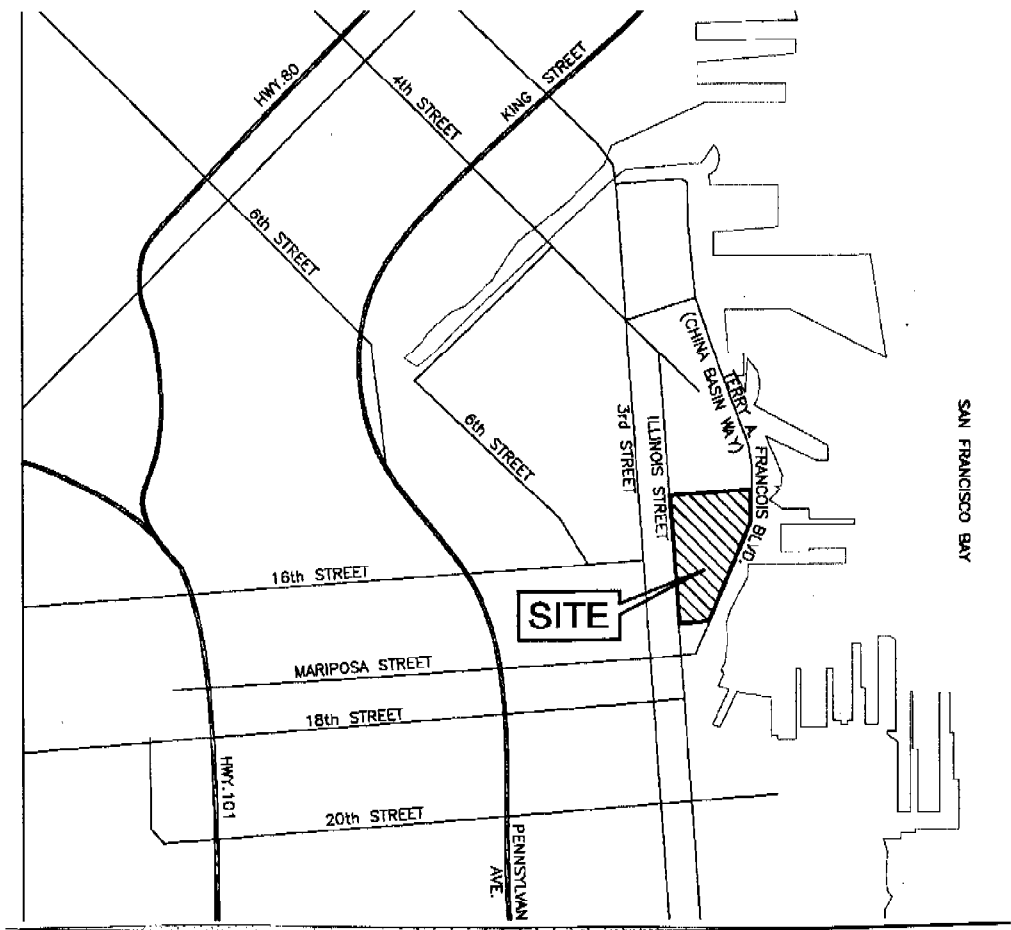 HWY.80
4th STREET
KING STREET
6th STREET
(CHINA BASIN WAY)
TERRY A. FRANCOIS BLVD.
SAN FRANCISCO BAY
3rd STREET
ILLINOIS STREET
6th STREET
16th STREET
SITE
MARIPOSA STREET
18th STREET
HWY.101
20th STREET
PENNSYLVAN
AVE.